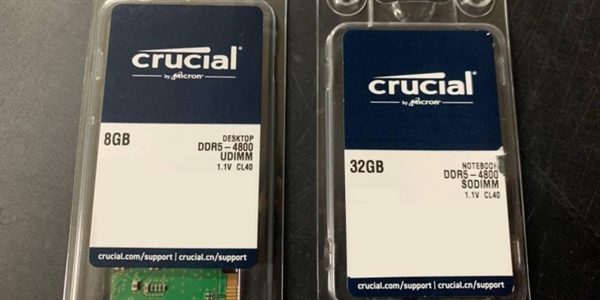 crucial
by Micron
8GB
DESKTOP
DDR5-4800
UDIMM
1.1V CL40
crucial.com/support | crucial.cn/support
crucial
by Micron
32GB
NOTEBOOK
DDR5-4800
SODIMM
1.1V CL40
crucial.com/support | crucial.cn/support